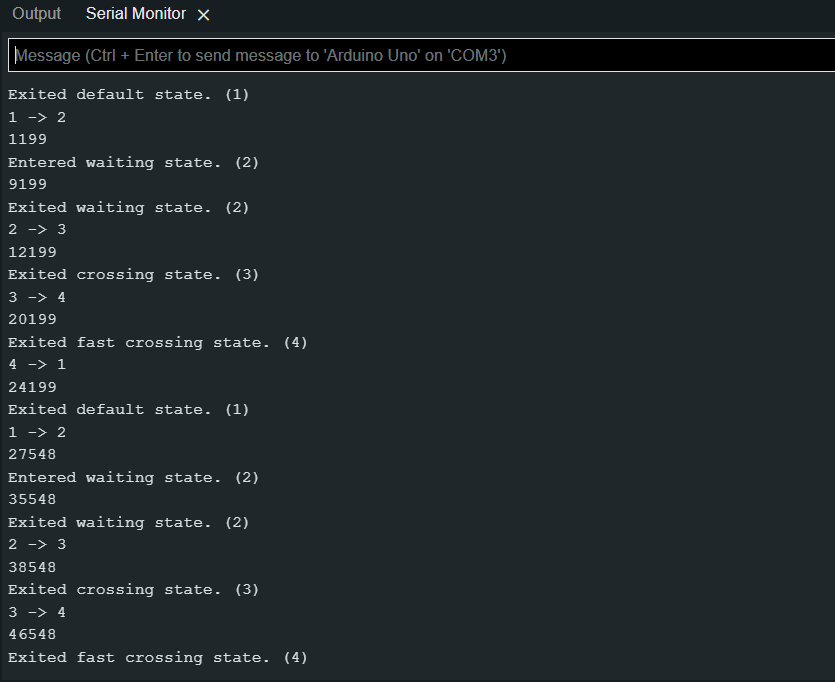 Output Serial Monitor
Message (Ctrl + Enter to send message to 'Arduino Uno' on 'COM3')
Exited default state. (1)
1 -> 2
1199
Entered waiting state. (2)
9199
Exited waiting state. (2)
2 -> 3
12199
Exited crossing state. (3)
3 -> 4
20199
Exited fast crossing state. (4)
4 -> 1
24199
Exited default state. (1)
1 -> 2
27548
Entered waiting state. (2)
35548
Exited waiting state. (2)
2 -> 3
38548
Exited crossing state. (3)
3 -> 4
46548
Exited fast crossing state. (4)